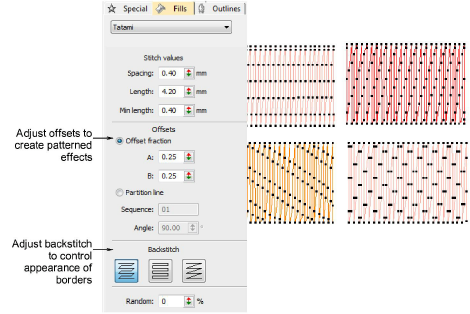 Special Fills Outlines
Tatami
Stitch values
Spacing: 0.40 mm
Length: 4.20 mm
Min length: 0.40 mm
Adjust offsets to
create patterned
effects
Offsets
Offset fraction
A: 0.25
B: 0.25
Partition line
Sequence: 01
Angle: 90.00 °
Adjust backstitch
to control
appearance of
borders
Backstitch
Random: 0 %